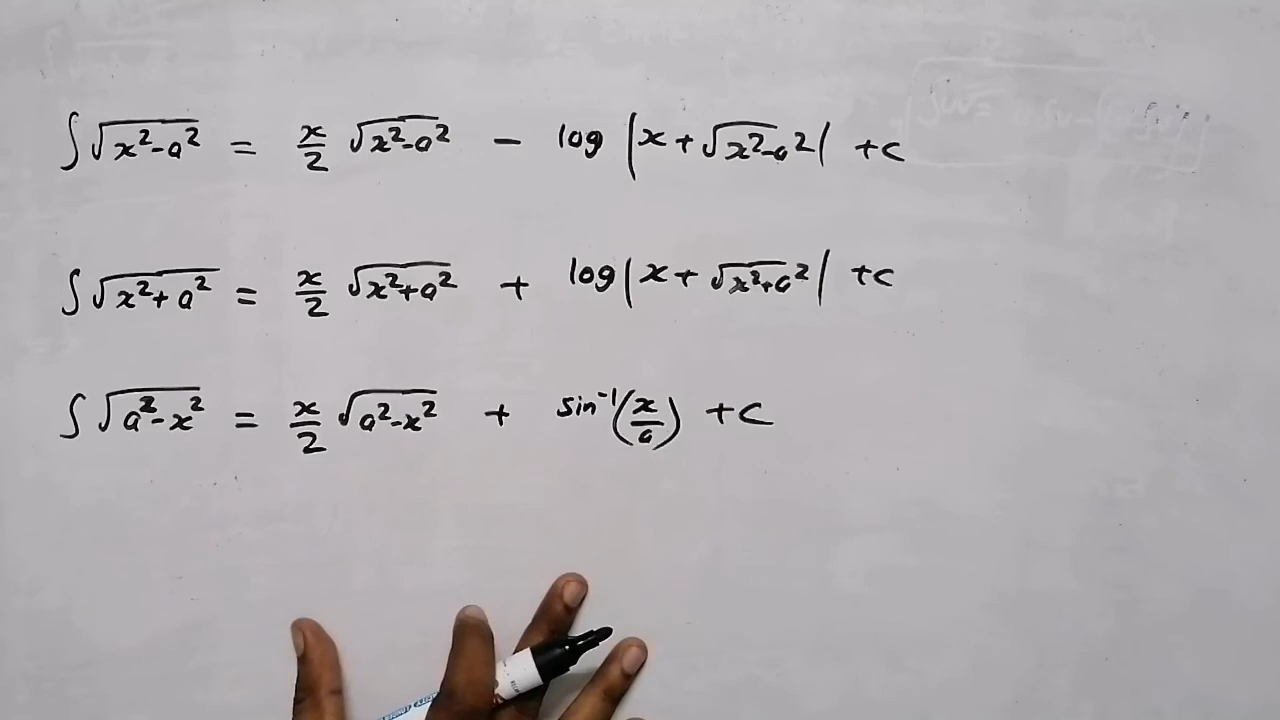 ∫√(x²-a²) = x/2 √(x²-a²) - log |x+√(x²-a²)| +c
∫√(x²+a²) = x/2 √(x²+a²) + log|x+√(x²+a²)| +c
∫√(a²-x²) = x/2 √(a²-x²) + sin⁻¹(x/a) +c